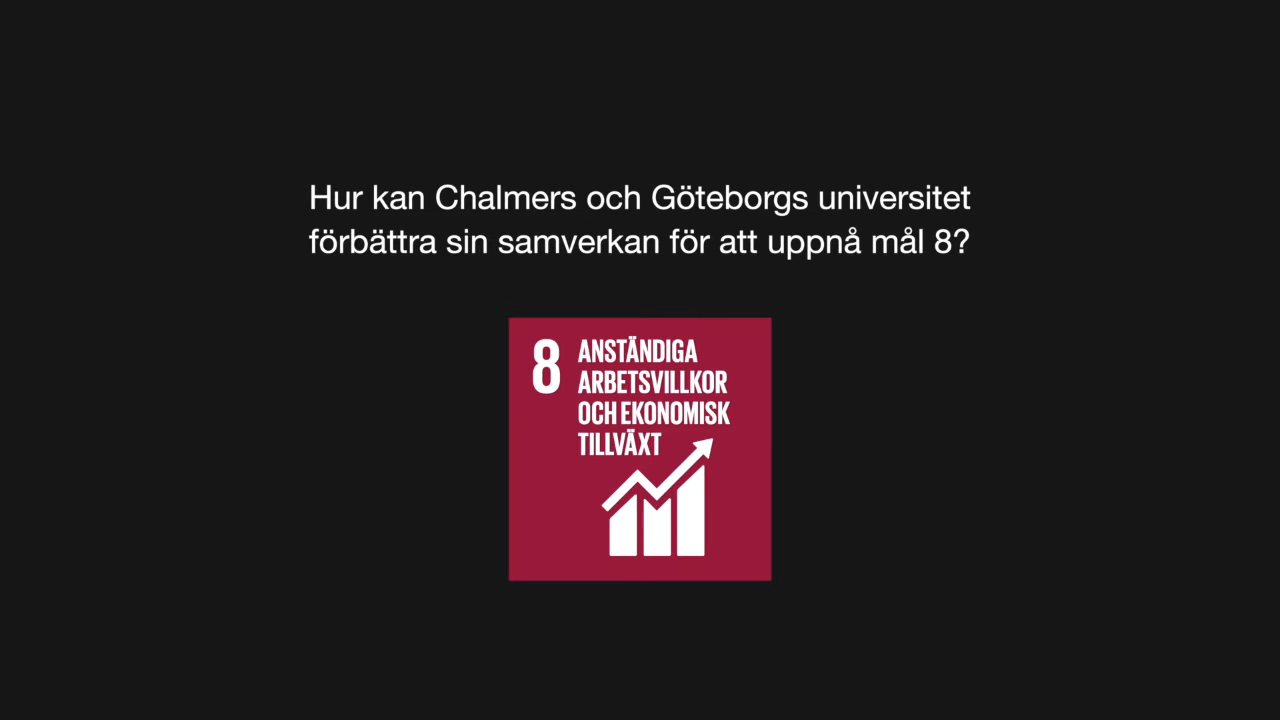 Hur kan Chalmers och Göteborgs universitet
förbättra sin samverkan för att uppnå mål 8?
8 ANSTÄNDIGA
ARBETSVILLKOR
OCH EKONOMISK
TILLVÄXT